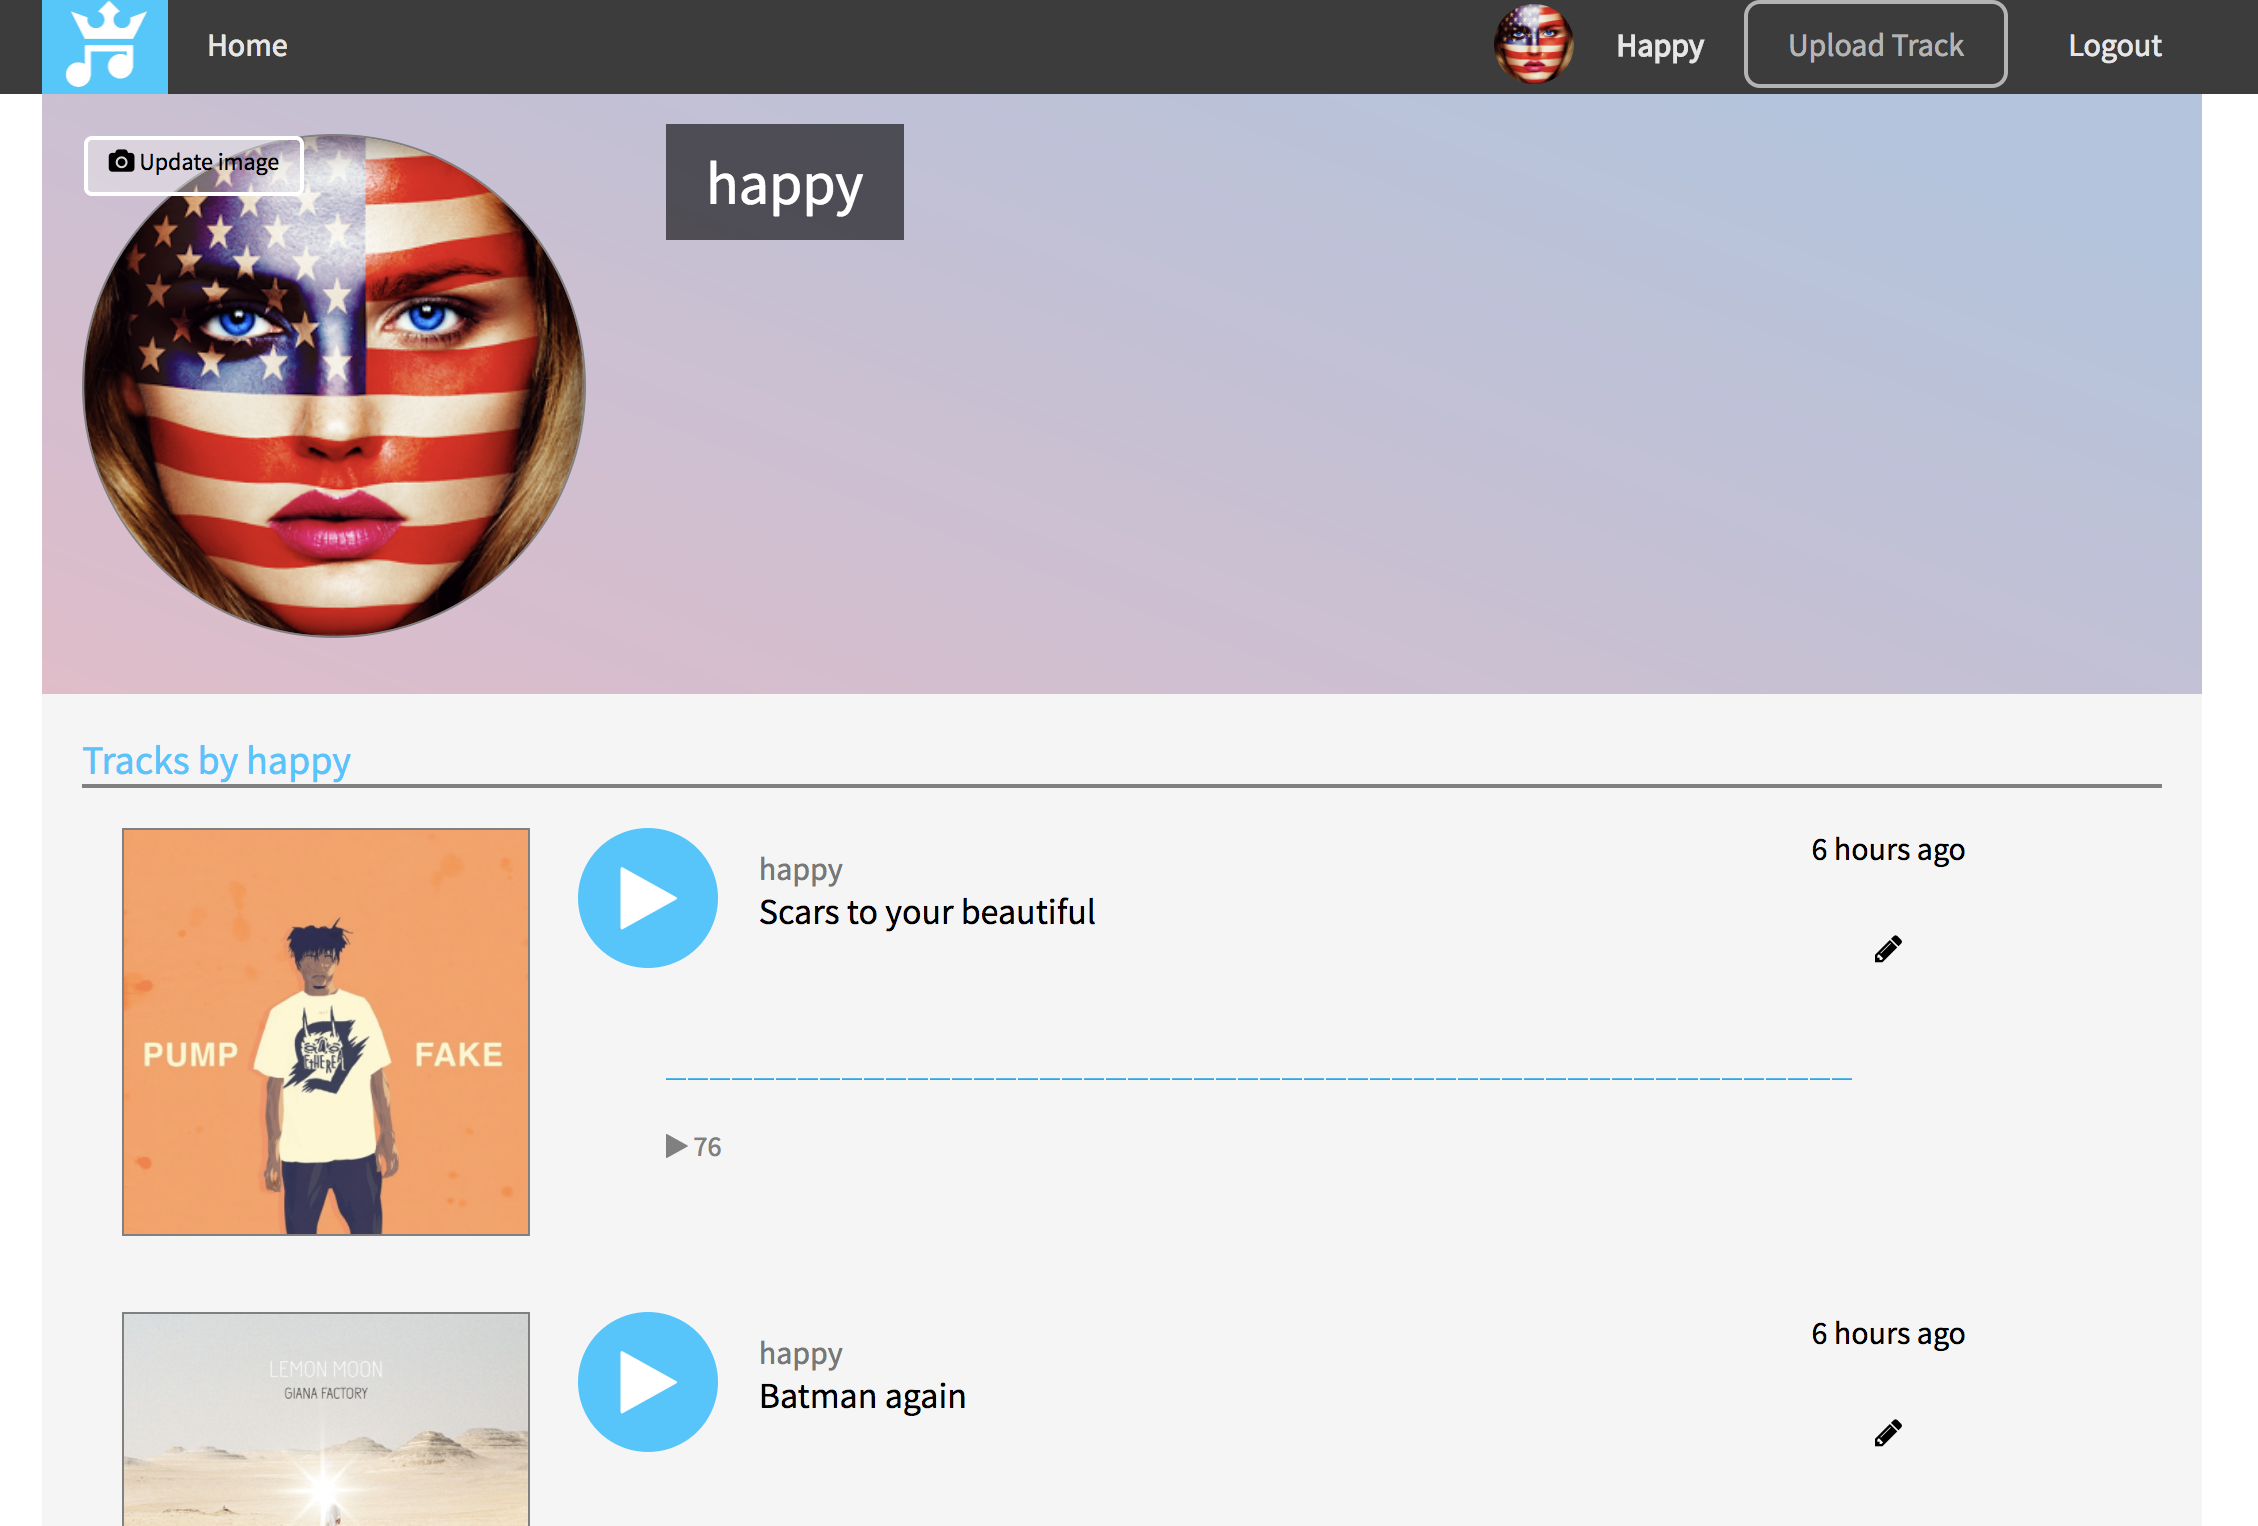 Home
Happy
Upload Track
Logout
Update image
happy
Tracks by happy
6 hours ago
happy
Scars to your beautiful
PUMP FAKE
76
6 hours ago
happy
Batman again
LEMON MOON
GIANA FACTORY